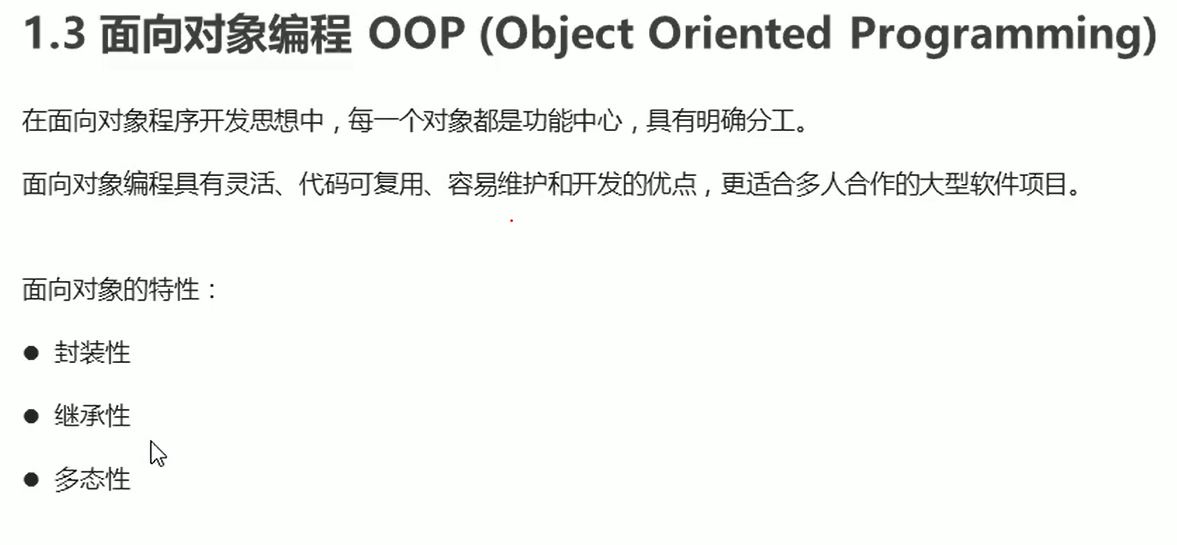 1.3 面向对象编程 OOP (Object Oriented Programming)
在面向对象程序开发思想中，每一个对象都是功能中心，具有明确分工。
面向对象编程具有灵活、代码可复用、容易维护和开发的优点，更适合多人合作的大型软件项目。
面向对象的特性：
● 封装性
● 继承性
● 多态性